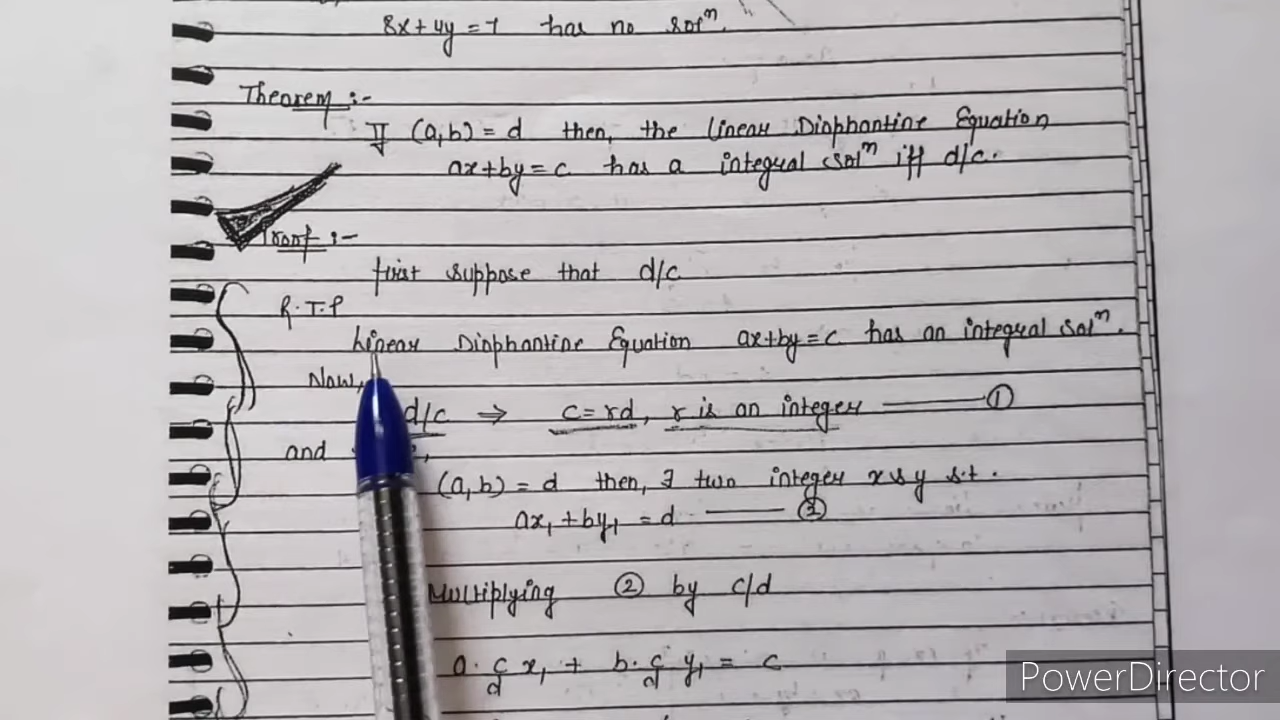 8x+4y=7 has no solⁿ.
Theorem :-
If (a,b) = d then, the linear Diophantine Equation
ax+by=c has a integral solⁿ iff d/c.
Proof :-
first suppose that d/c
R.T.P
Linear Diophantine Equation ax+by=c has an integral solⁿ.
Now,
d/c ⇒ c=rd, r is an integer ——— ①
and
(a,b) = d then, ∃ two integer x & y s.t.
ax₁ + by₁ = d ——— ②
Multiplying ② by c/d
a. c/d x₁ + b. c/d y₁ = c
PowerDirector